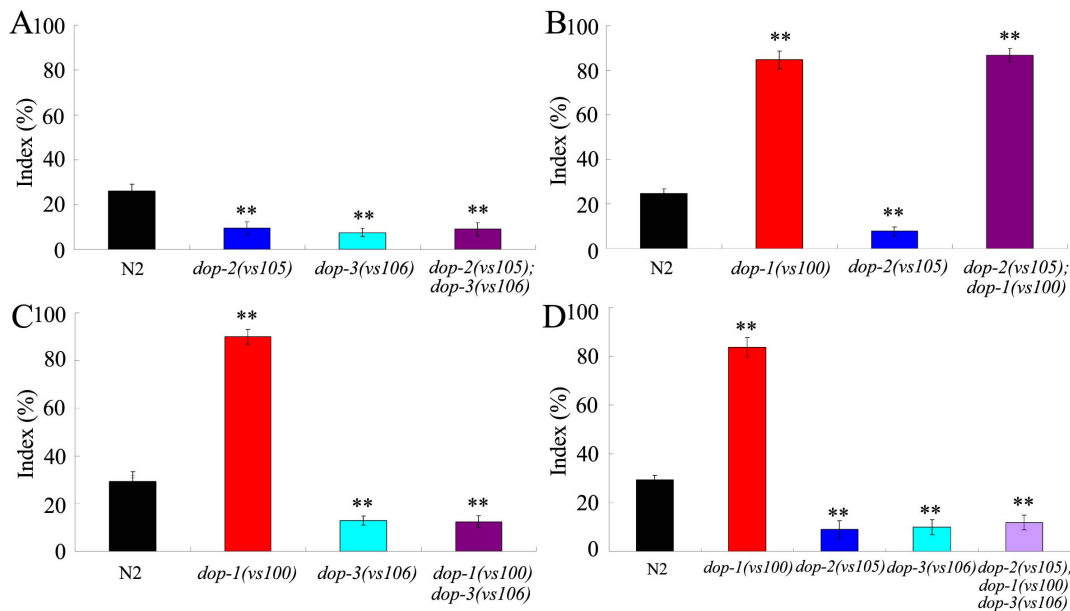 A
100
80
60
40
20
0
Index (%)
**
**
**
N2
dop-2(vs105)
dop-3(vs106)
dop-2(vs105);
dop-3(vs106)
B
100
80
60
40
20
0
Index (%)
**
**
**
N2
dop-1(vs100)
dop-2(vs105)
dop-2(vs105);
dop-1(vs100)
C
100
80
60
40
20
0
Index (%)
**
**
**
N2
dop-1(vs100)
dop-3(vs106)
dop-1(vs100)
dop-3(vs106)
D
100
80
60
40
20
0
Index (%)
**
**
**
**
N2
dop-1(vs100)
dop-2(vs105)
dop-3(vs106)
dop-2(vs105);
dop-1(vs100)
dop-3(vs106)